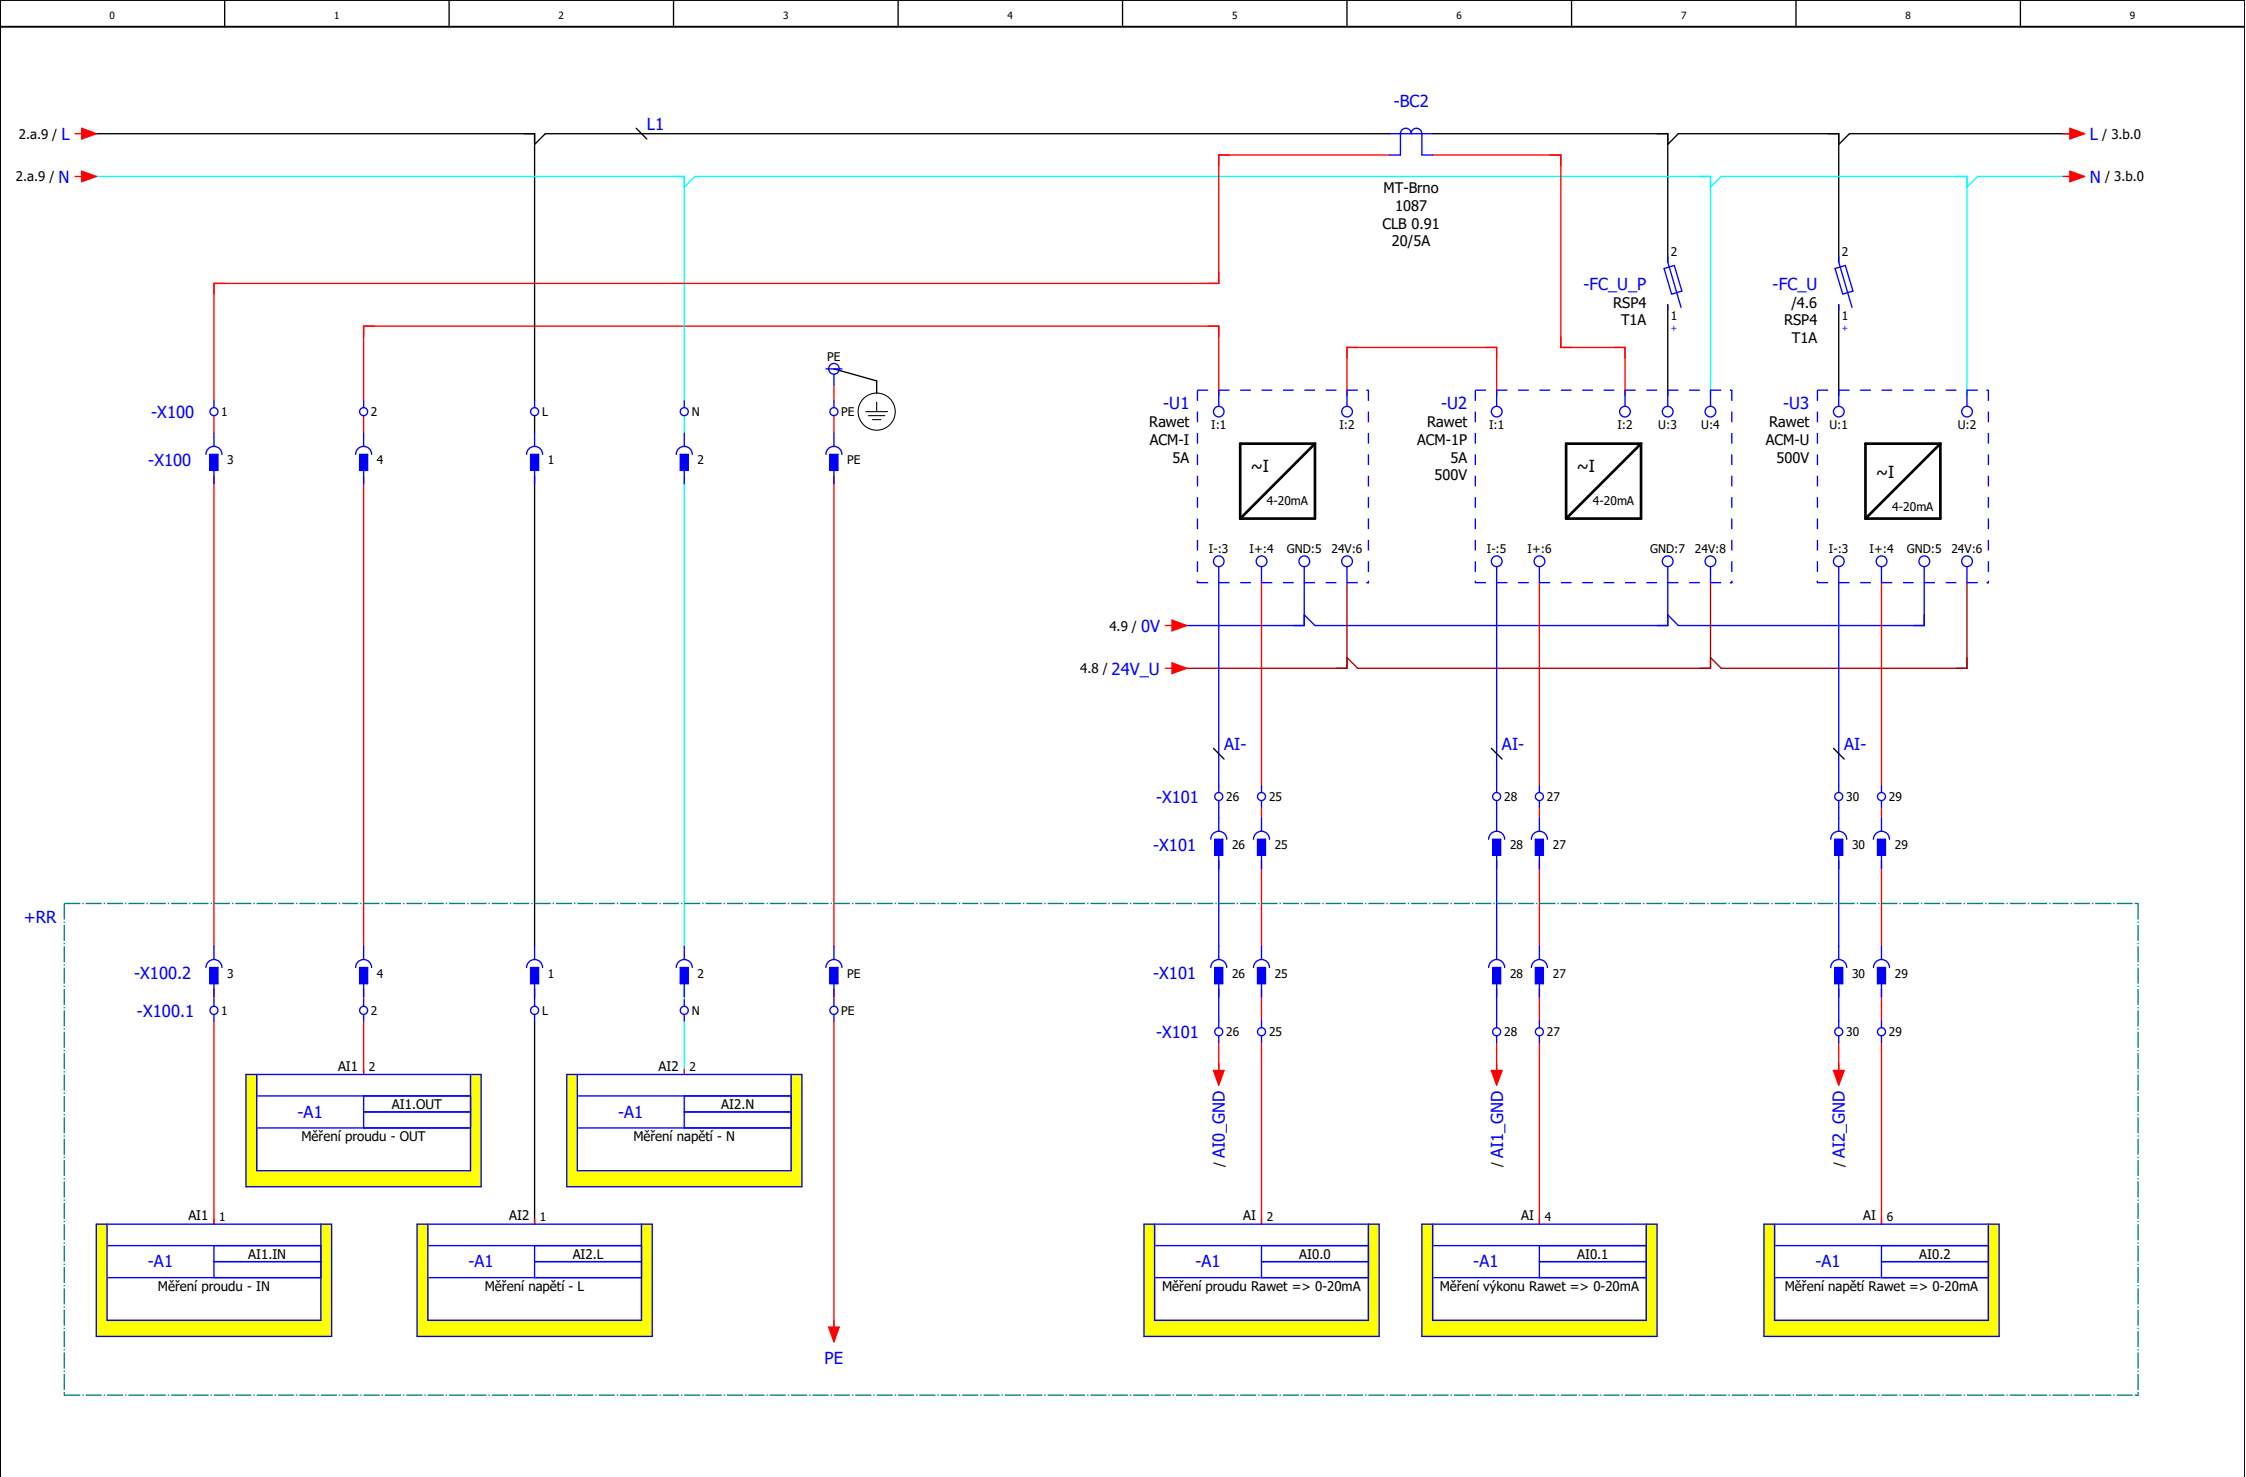 0 1 2 3 4 5 6 7 8 9
-BC2
2.a.9 / L
L1
L / 3.b.0
2.a.9 / N
N / 3.b.0
MT-Brno
1087
CLB 0.91
20/5A
2
-FC_U_P
RSP4
T1A
1
+
2
-FC_U
/4.6
RSP4
T1A
1
+
PE
-X100 1 2 L N PE
-X100 3 4 1 2 PE
-U1
Rawet
ACM-I
5A
I:1 I:2
~I
4-20mA
I-:3 I+:4 GND:5 24V:6
-U2
Rawet
ACM-1P
5A
500V
I:1 I:2 U:3 U:4
~I
4-20mA
I-:5 I+:6 GND:7 24V:8
-U3
Rawet
ACM-U
500V
U:1 U:2
~I
4-20mA
I-:3 I+:4 GND:5 24V:6
4.9 / 0V
4.8 / 24V_U
AI- AI- AI-
-X101 26 25 28 27 30 29
-X101 26 25 28 27 30 29
+RR
-X100.2 3 4 1 2 PE
-X101 26 25 28 27 30 29
-X100.1 1 2 L N PE
-X101 26 25 28 27 30 29
AI1 2
-A1 AI1.OUT
Měření proudu - OUT
AI2 2
-A1 AI2.N
Měření napětí - N
/ AI0_GND
/ AI1_GND
/ AI2_GND
AI1 1
-A1 AI1.IN
Měření proudu - IN
AI2 1
-A1 AI2.L
Měření napětí - L
PE
AI 2
-A1 AI0.0
Měření proudu Rawet => 0-20mA
AI 4
-A1 AI0.1
Měření výkonu Rawet => 0-20mA
AI 6
-A1 AI0.2
Měření napětí Rawet => 0-20mA